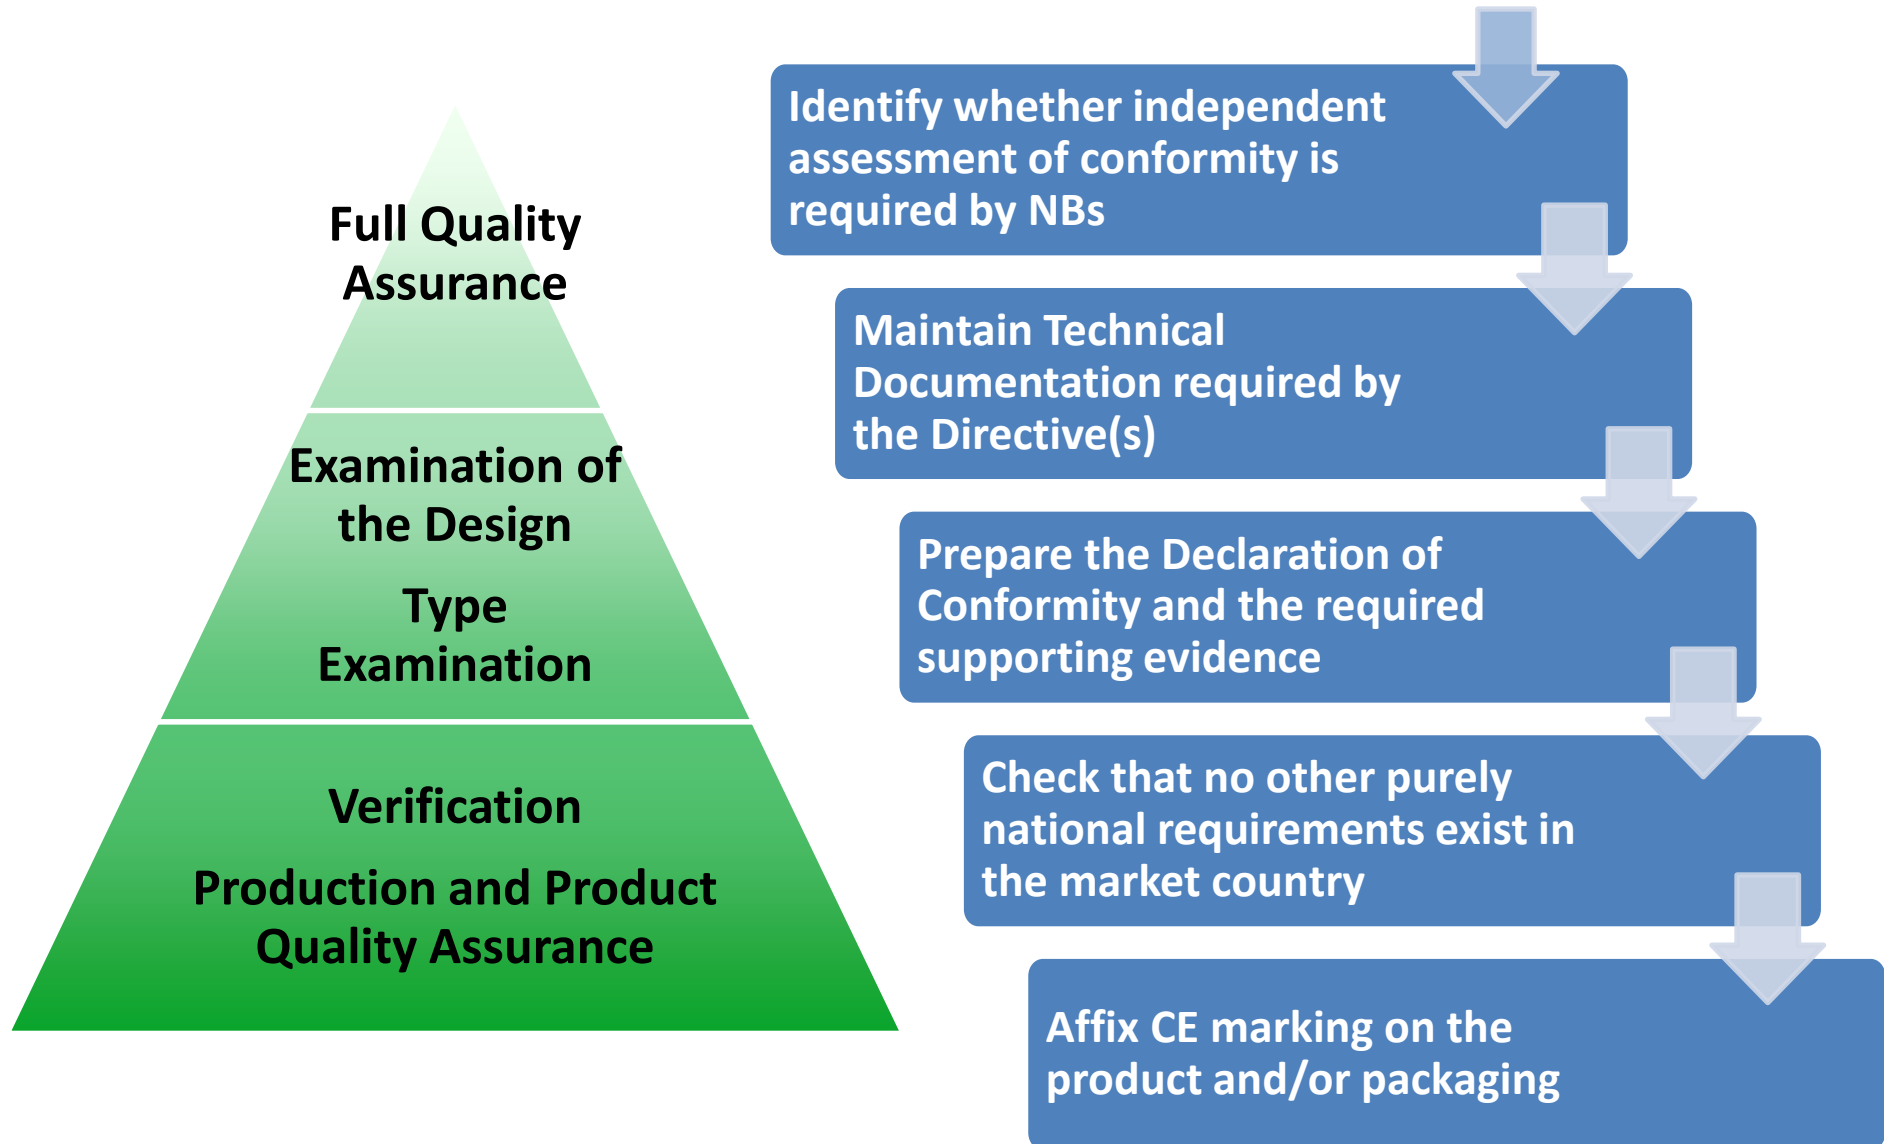 Full Quality
Assurance
Examination of
the Design
Type
Examination
Verification
Production and Product
Quality Assurance
Identify whether independent
assessment of conformity is
required by NBs
Maintain Technical
Documentation required by
the Directive(s)
Prepare the Declaration of
Conformity and the required
supporting evidence
Check that no other purely
national requirements exist in
the market country
Affix CE marking on the
product and/or packaging